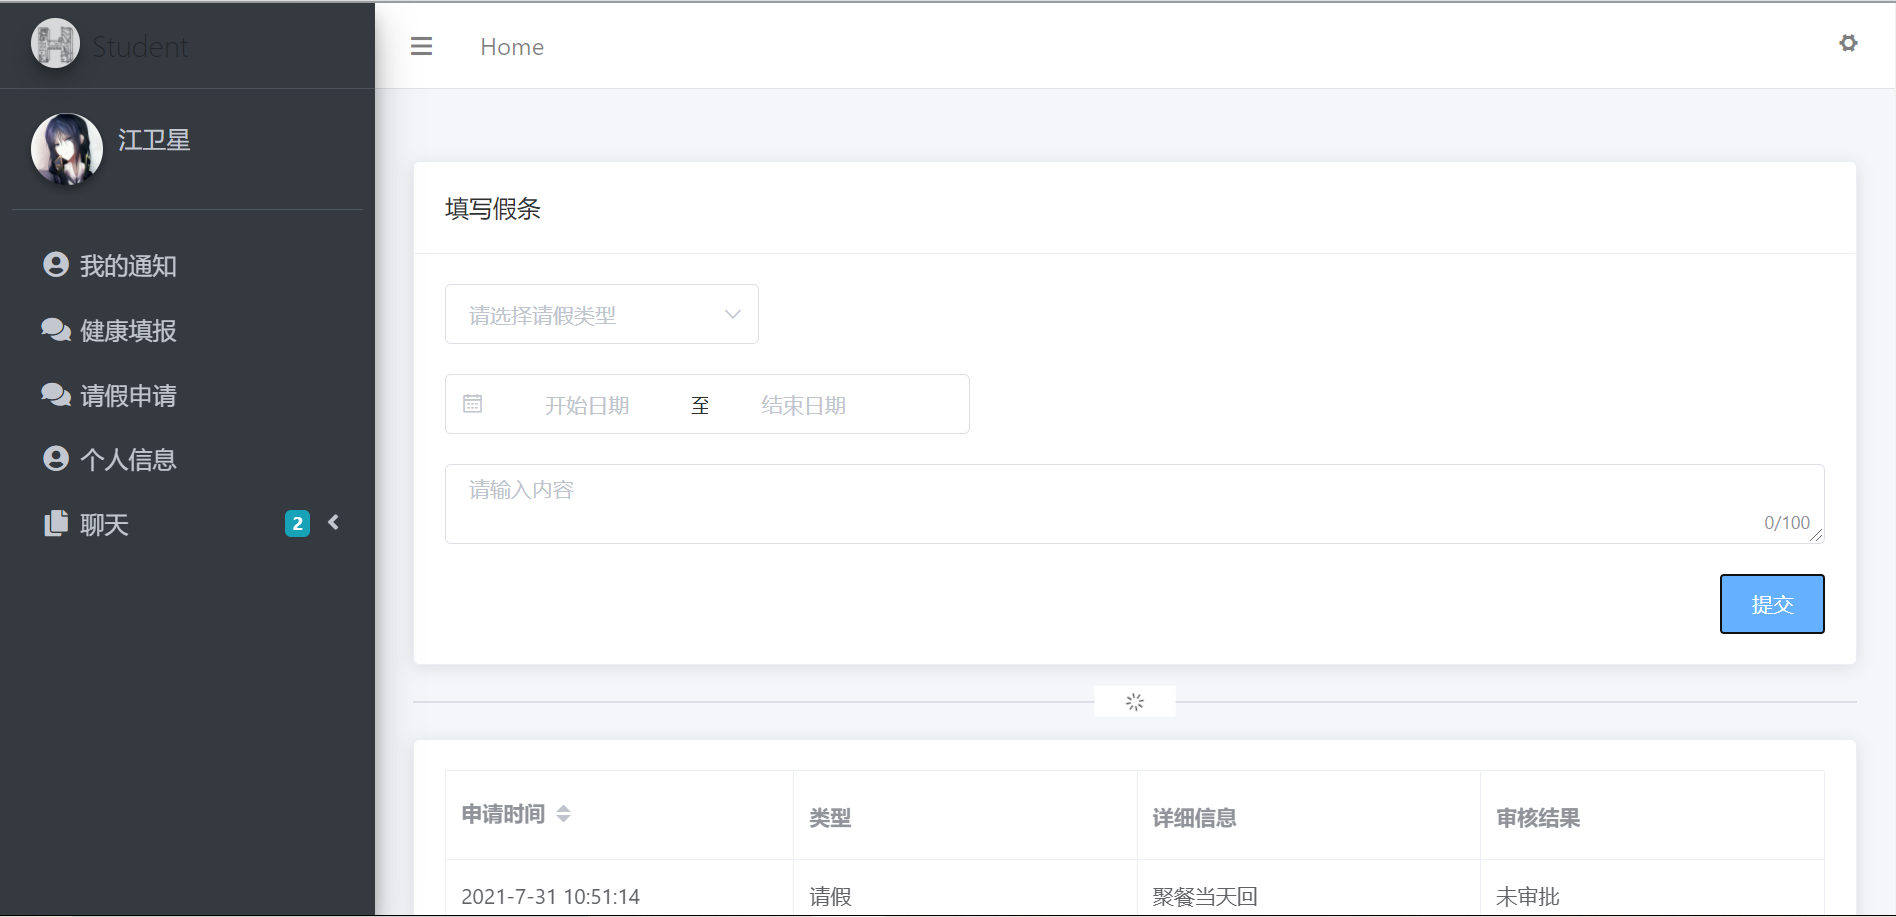 Student
Home
江卫星
我的通知
健康填报
请假申请
个人信息
聊天 2
填写假条
请选择请假类型
开始日期 至 结束日期
请输入内容
0/100
提交
申请时间 类型 详细信息 审核结果
2021-7-31 10:51:14 请假 聚餐当天回 未审批